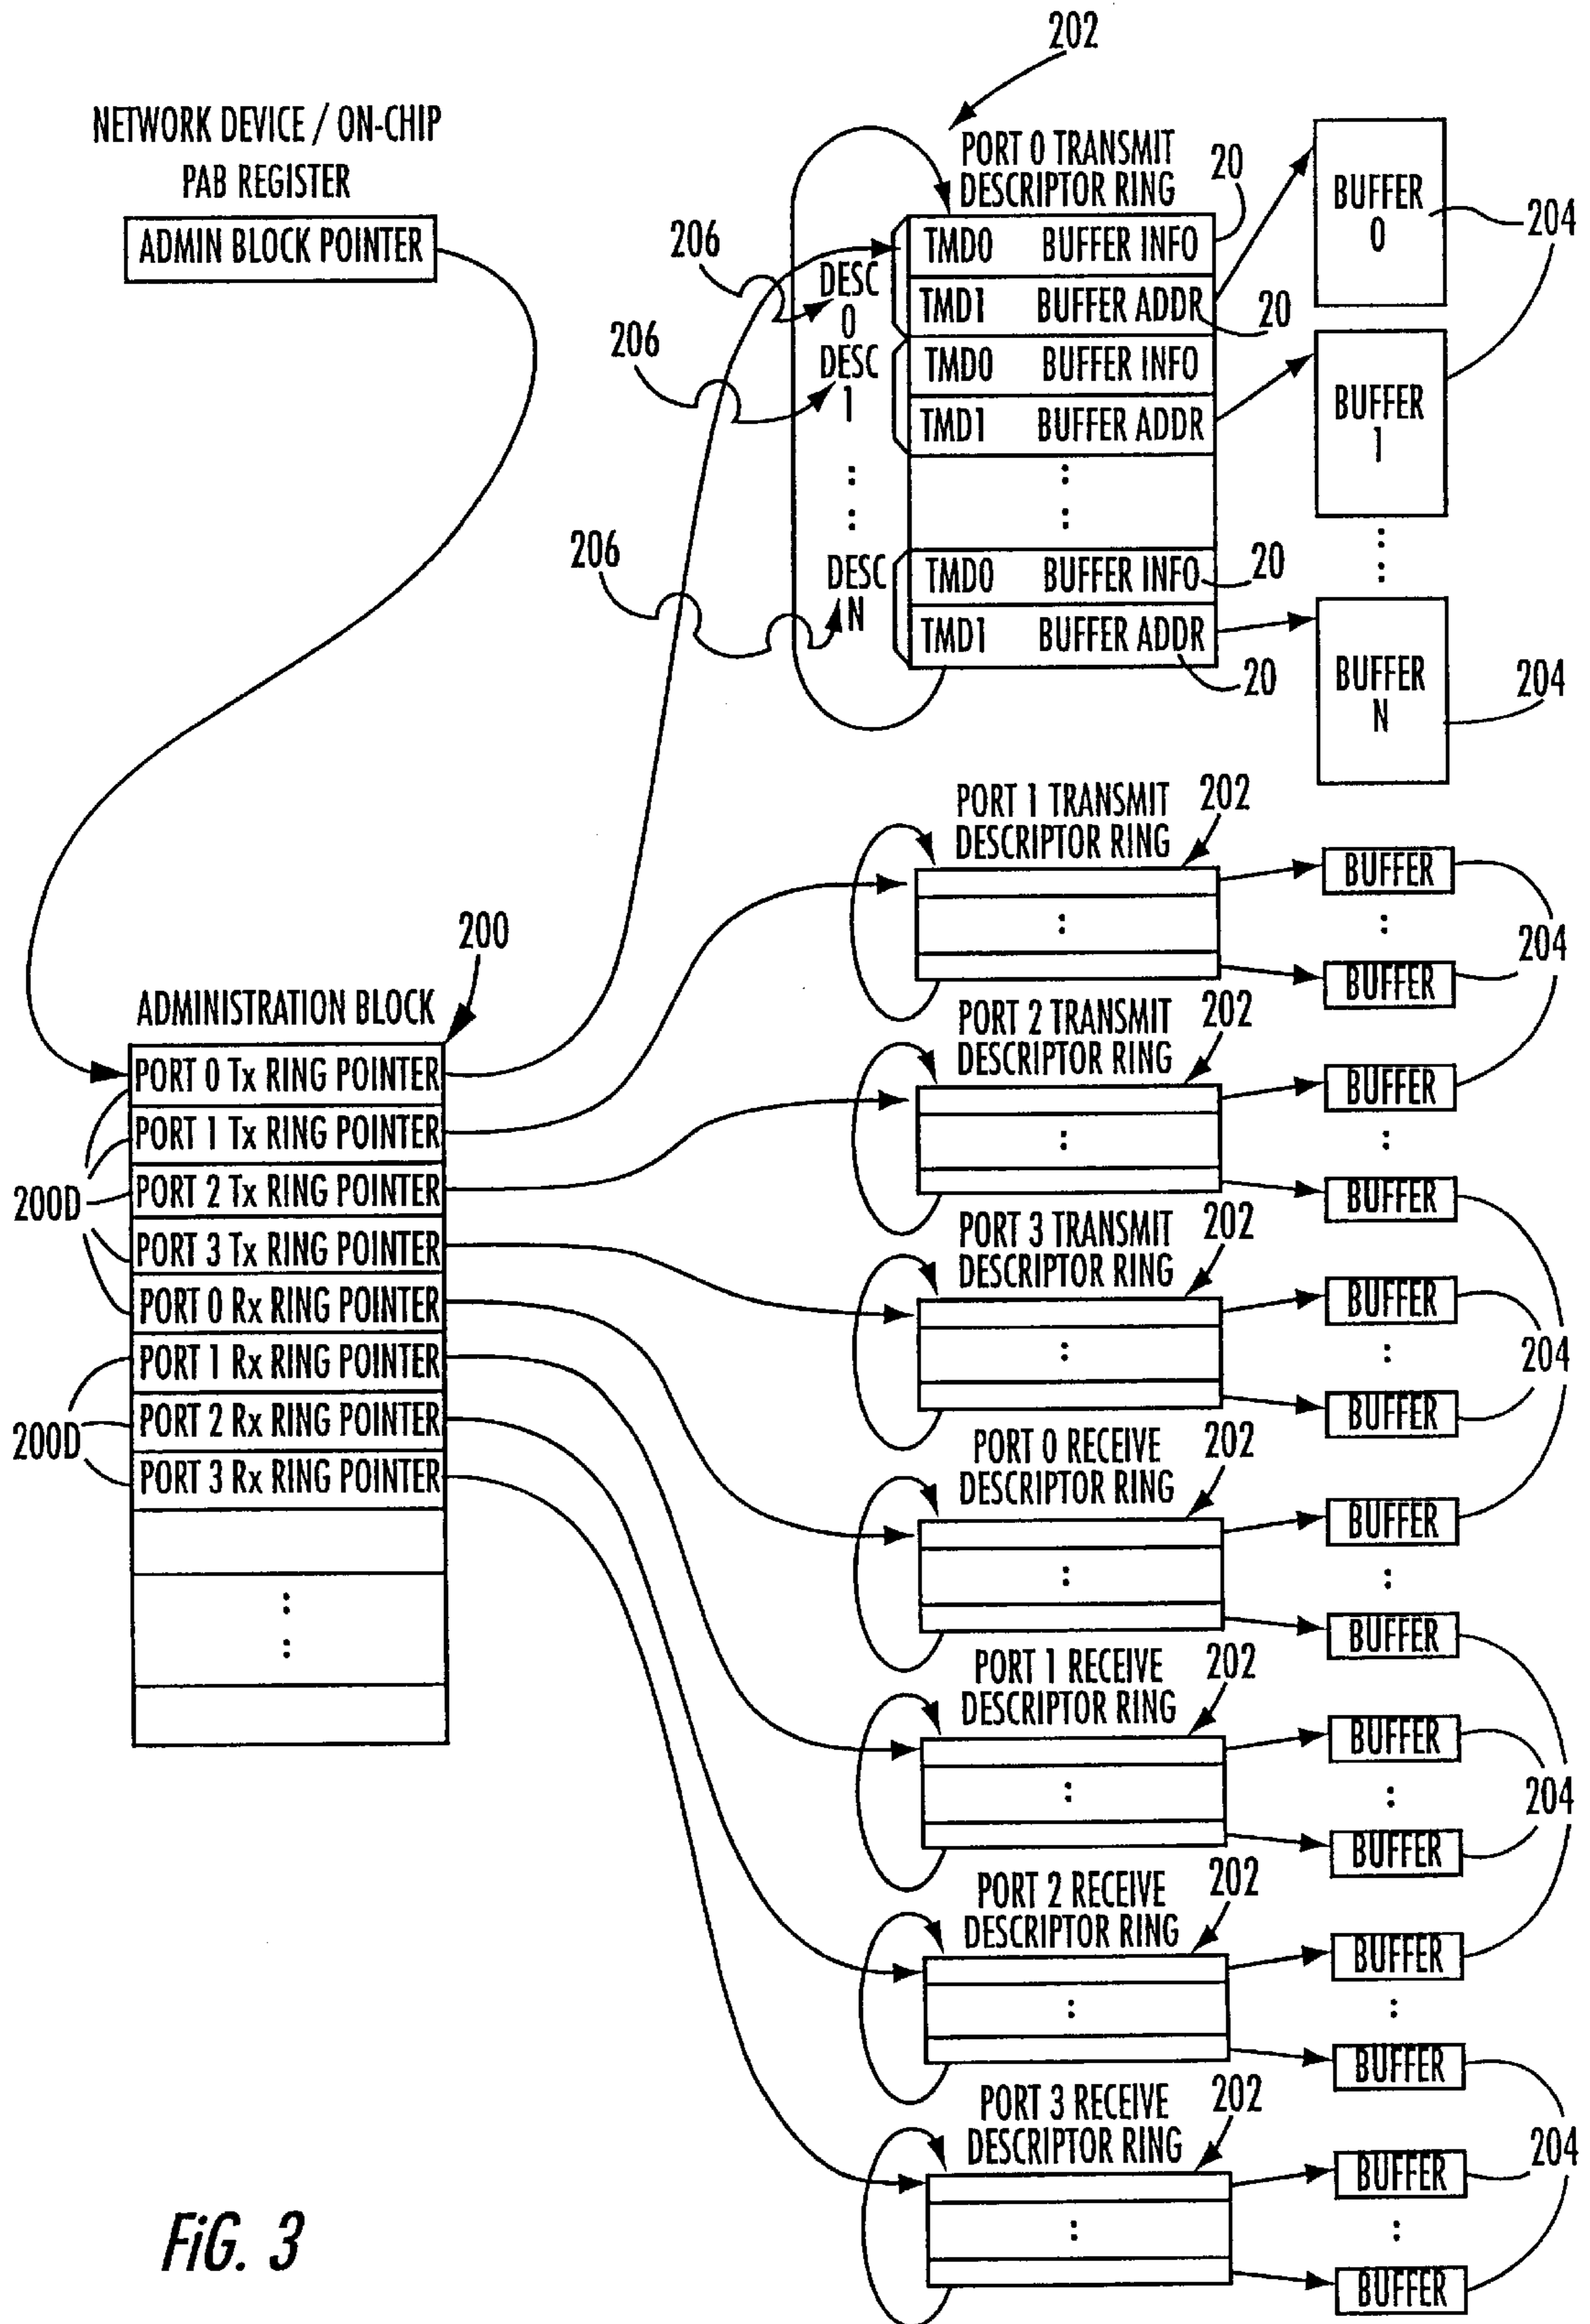 202
NETWORK DEVICE / ON-CHIP
PAB REGISTER
ADMIN BLOCK POINTER
PORT 0 TRANSMIT
DESCRIPTOR RING
20
BUFFER
0
204
206
DESC
0
TMD0 BUFFER INFO
TMD1 BUFFER ADDR
20
206
DESC
1
TMD0 BUFFER INFO
TMD1 BUFFER ADDR
BUFFER
1
:
:
:
:
:
:
206
DESC
N
TMD0 BUFFER INFO
20
TMD1 BUFFER ADDR
20
BUFFER
N
204
PORT 1 TRANSMIT
DESCRIPTOR RING
202
BUFFER
:
:
BUFFER
204
200
ADMINISTRATION BLOCK
PORT 0 Tx RING POINTER
PORT 1 Tx RING POINTER
PORT 2 Tx RING POINTER
PORT 3 Tx RING POINTER
PORT 0 Rx RING POINTER
200D
PORT 1 Rx RING POINTER
PORT 2 Rx RING POINTER
PORT 3 Rx RING POINTER
200D
:
:
PORT 2 TRANSMIT
DESCRIPTOR RING
202
BUFFER
:
:
BUFFER
PORT 3 TRANSMIT
DESCRIPTOR RING
202
BUFFER
:
:
BUFFER
204
PORT 0 RECEIVE
DESCRIPTOR RING
202
BUFFER
:
:
BUFFER
PORT 1 RECEIVE
DESCRIPTOR RING
202
BUFFER
:
:
BUFFER
204
PORT 2 RECEIVE
DESCRIPTOR RING
202
BUFFER
:
:
BUFFER
PORT 3 RECEIVE
DESCRIPTOR RING
202
BUFFER
:
:
BUFFER
204
FiG. 3